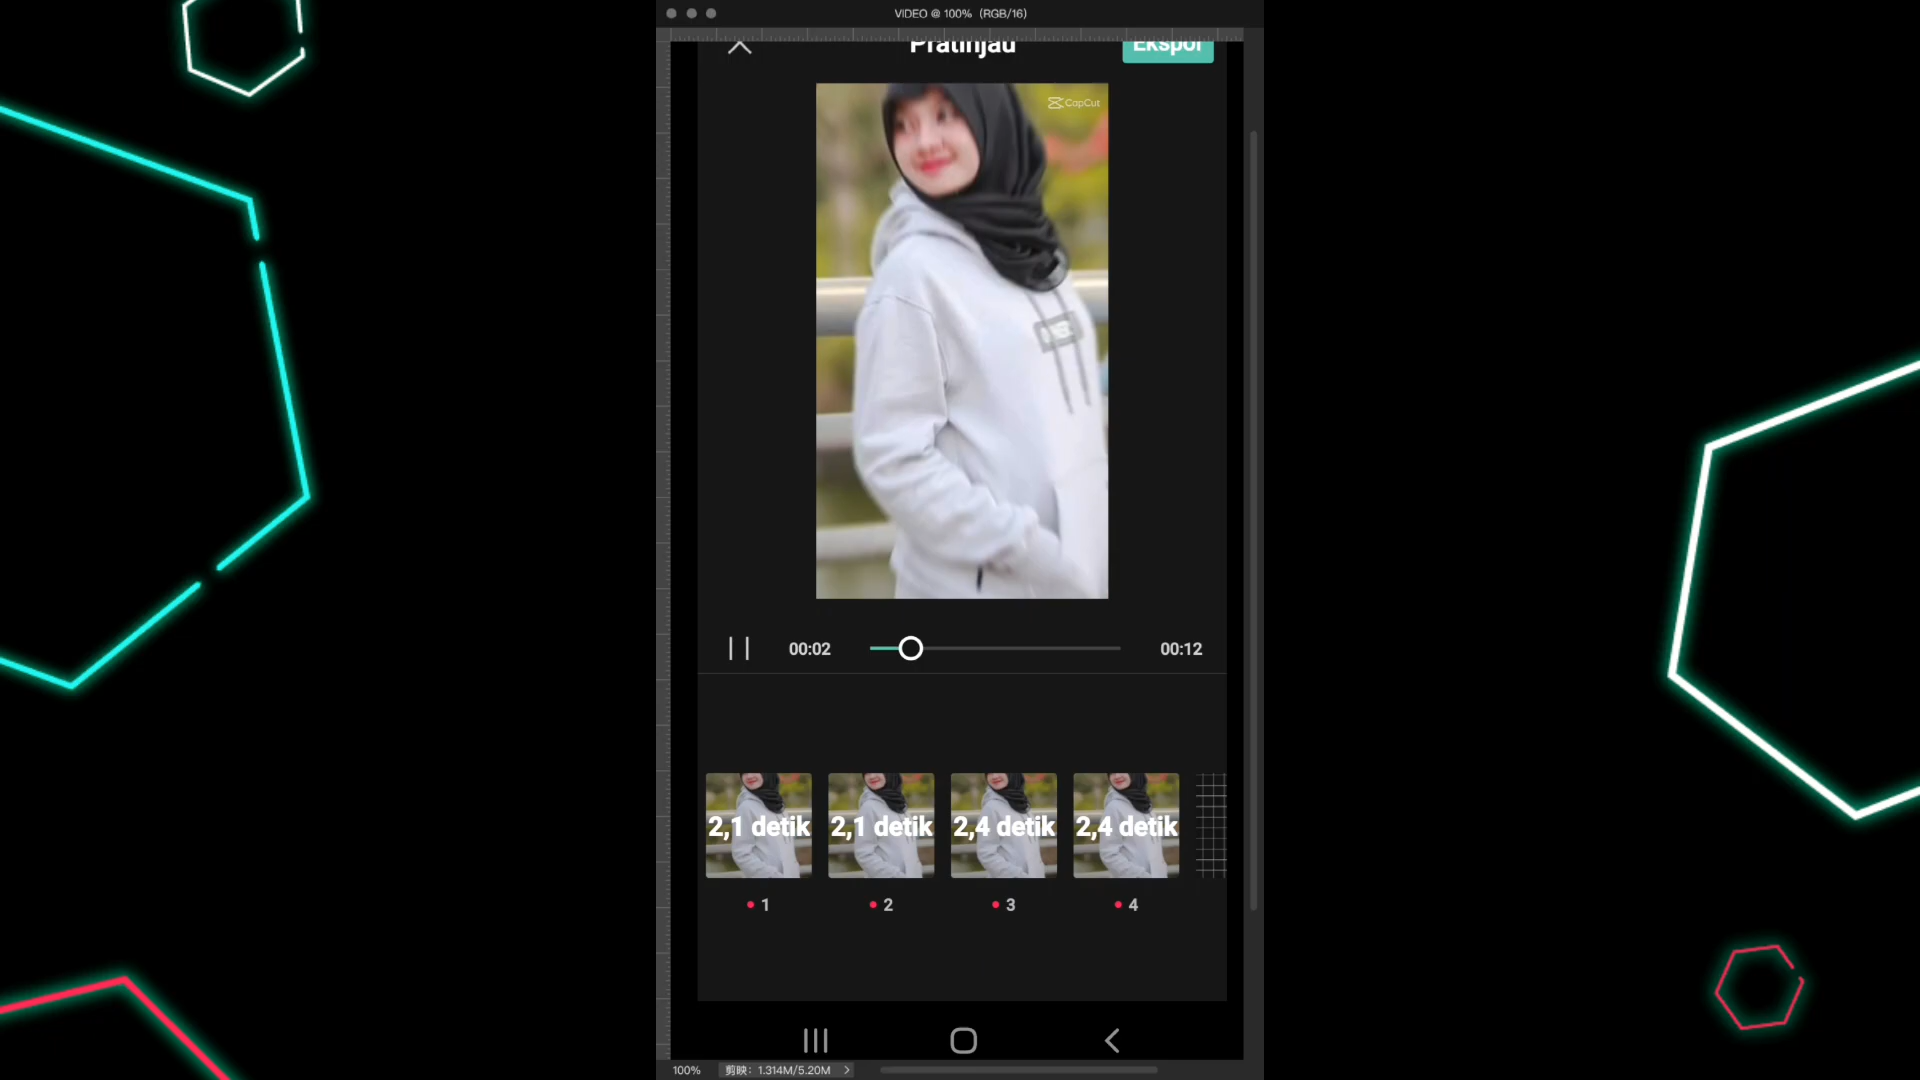 VIDEO @ 100% (RGB/16)
Pratinjau
Ekspor
CapCut
00:02
00:12
2,1 detik
2,1 detik
2,4 detik
2,4 detik
1
2
3
4
100%
剪映: 1.314M/5.20M